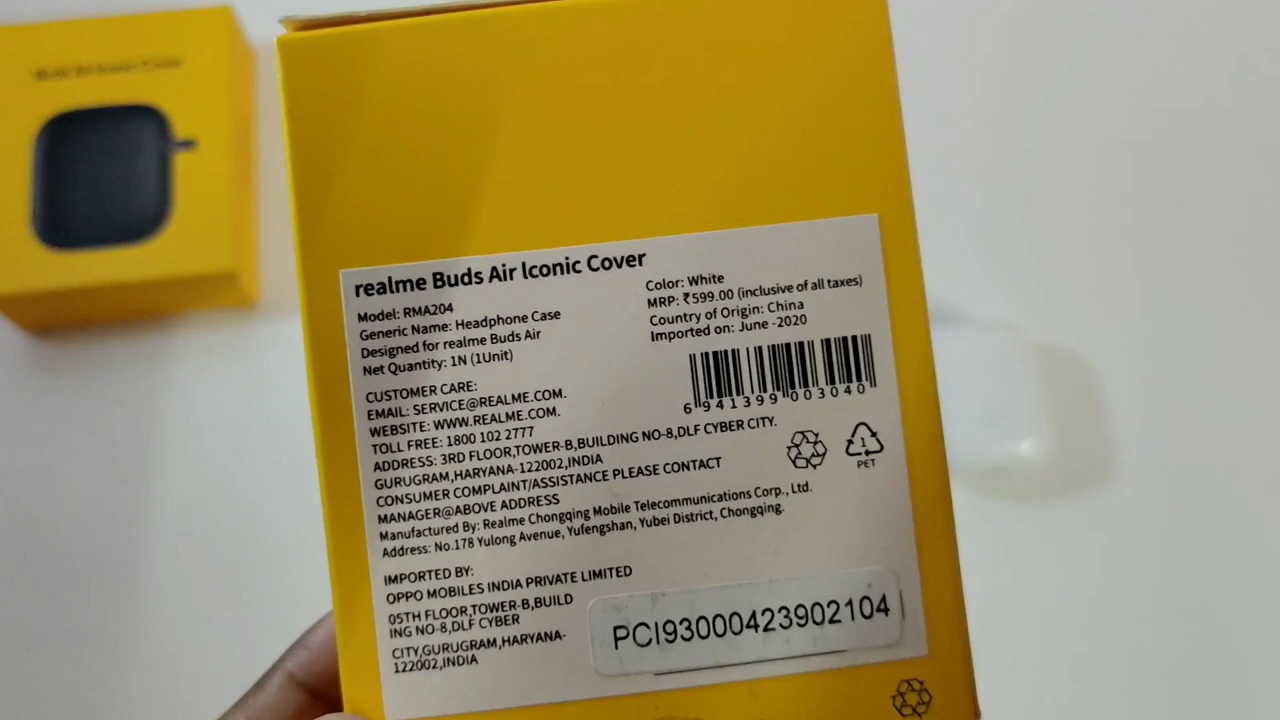 Buds Air Iconic Cover
realme Buds Air Iconic Cover
Model: RMA204
Generic Name: Headphone Case
Designed for realme Buds Air
Net Quantity: 1N (1Unit)
Color: White
MRP: ₹599.00 (inclusive of all taxes)
Country of Origin: China
Imported on: June -2020
6 941399 003040
CUSTOMER CARE:
EMAIL: SERVICE@REALME.COM.
WEBSITE: WWW.REALME.COM.
TOLL FREE: 1800 102 2777
ADDRESS: 3RD FLOOR,TOWER-B,BUILDING NO-8,DLF CYBER CITY.
GURUGRAM,HARYANA-122002,INDIA
CONSUMER COMPLAINT/ASSISTANCE PLEASE CONTACT
MANAGER@ABOVE ADDRESS
Manufactured By: Realme Chongqing Mobile Telecommunications Corp., Ltd.
Address: No.178 Yulong Avenue, Yufengshan, Yubei District, Chongqing.
1
PET
IMPORTED BY:
OPPO MOBILES INDIA PRIVATE LIMITED
05TH FLOOR,TOWER-B,BUILD
ING NO-8,DLF CYBER
CITY,GURUGRAM,HARYANA-
122002,INDIA
PCI93000423902104